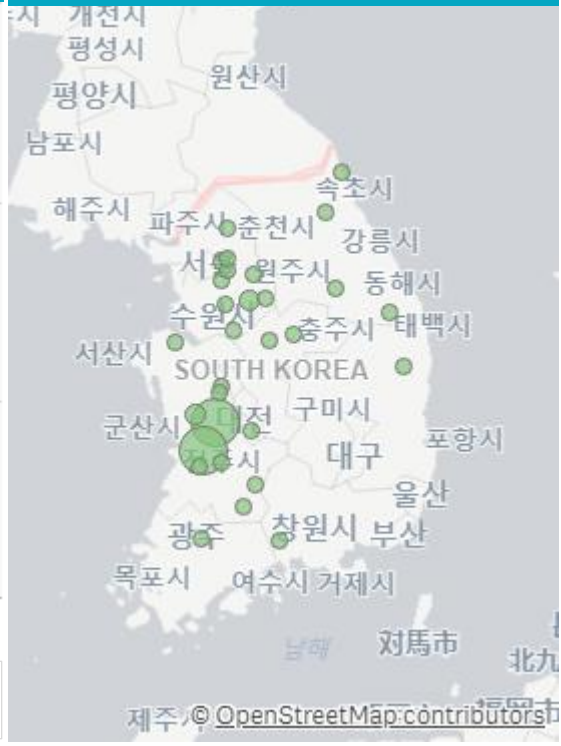 개천시
평성시
원산시
평양시
남포시
속초시
해주시
파주시
춘천시
강릉시
원주시
동해시
수원시
충주시
태백시
서산시
SOUTH KOREA
구미시
군산시
대전
포항시
대구
울산
광주
창원시
부산
목포시
여수시
거제시
남해
対馬市
北九
© OpenStreetMap contributors